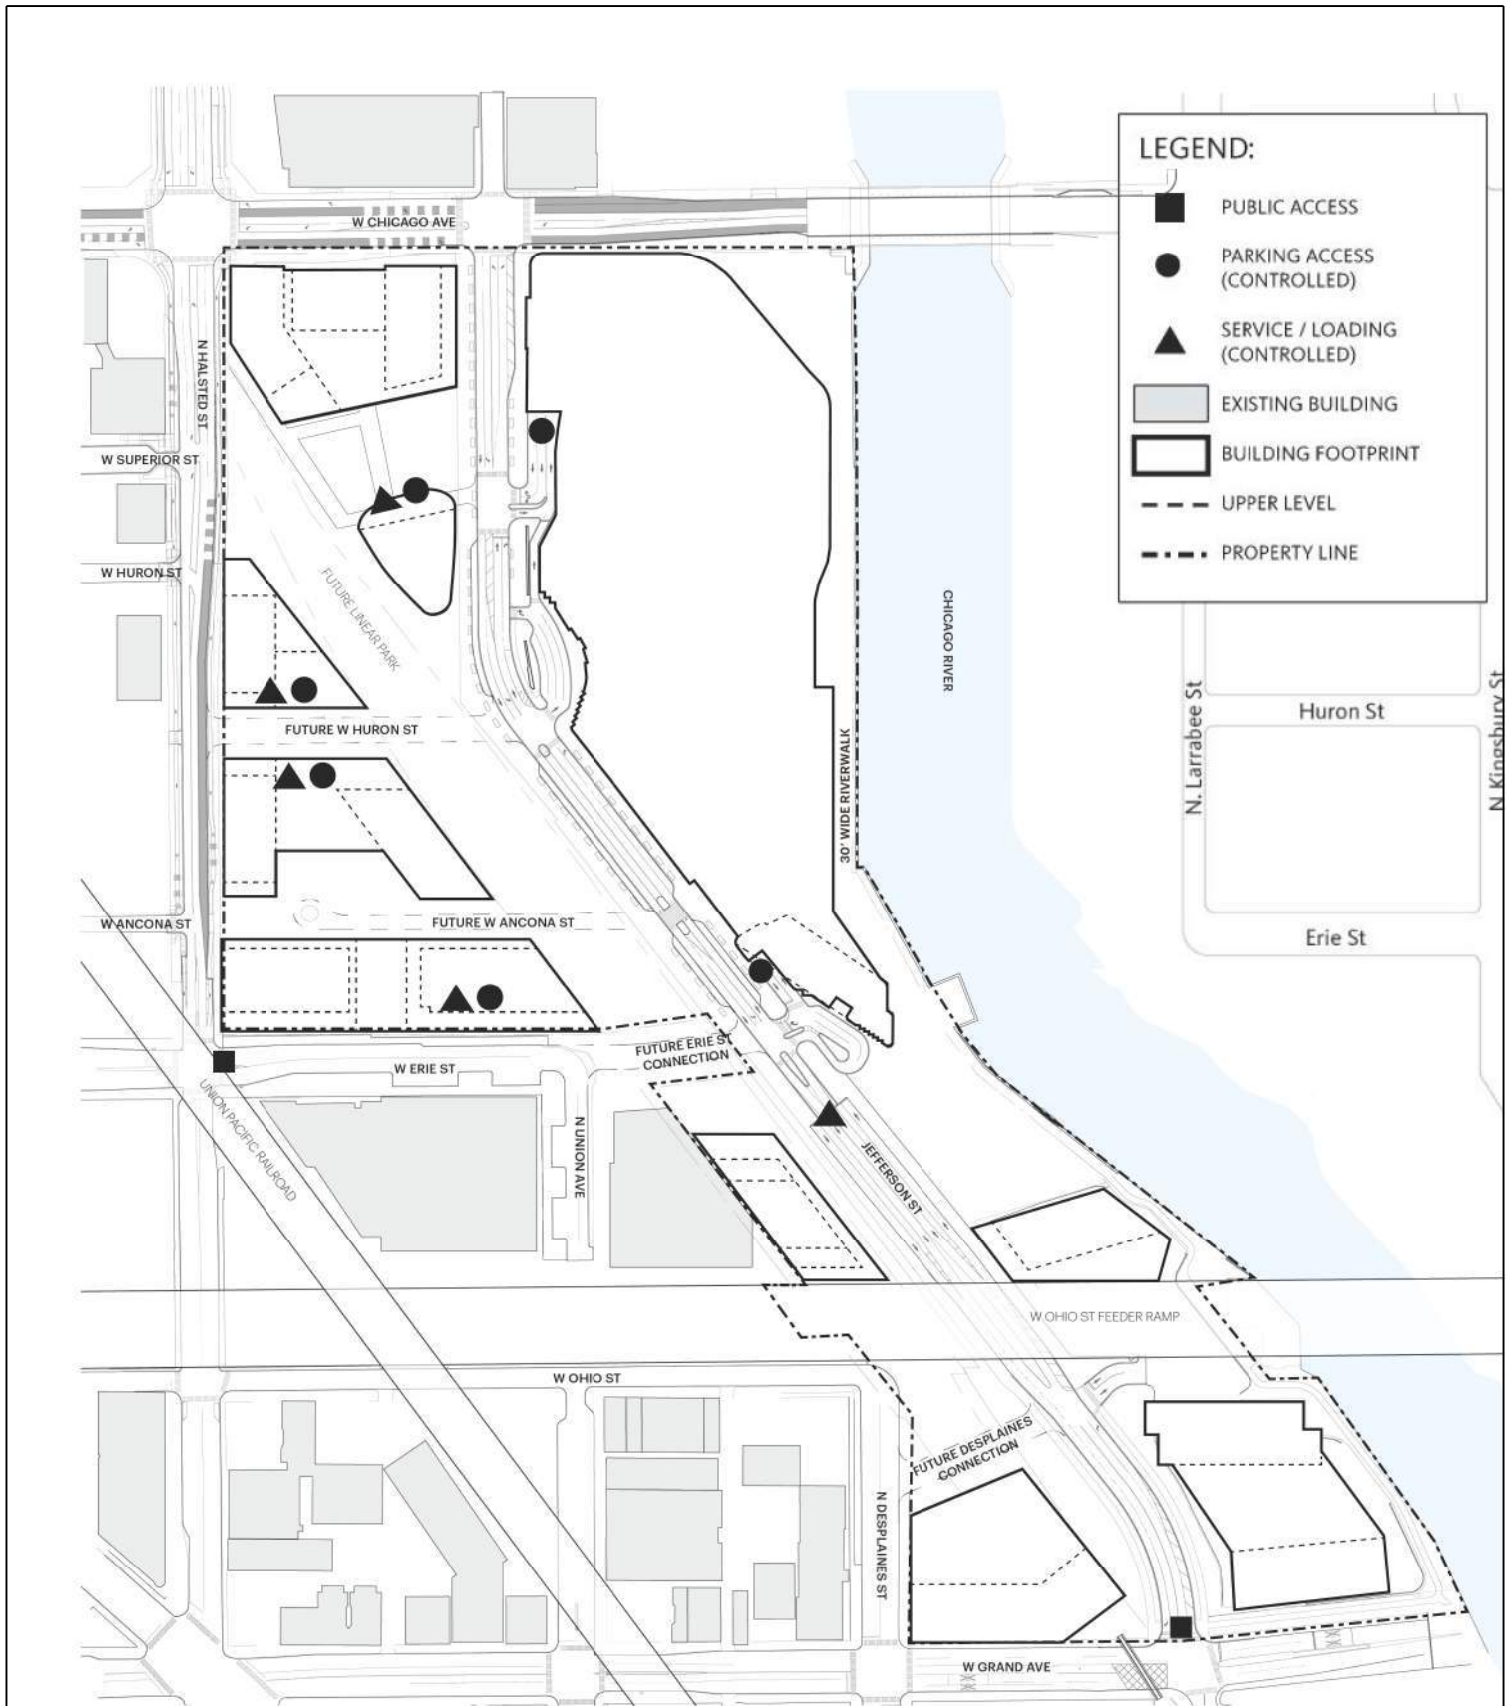 LEGEND:
PUBLIC ACCESS
PARKING ACCESS
(CONTROLLED)
SERVICE / LOADING
(CONTROLLED)
EXISTING BUILDING
BUILDING FOOTPRINT
UPPER LEVEL
PROPERTY LINE
W CHICAGO AVE
N HALSTED ST
W SUPERIOR ST
W HURON ST
FUTURE LINEAR PARK
CHICAGO RIVER
N. Larrabee St
Huron St
N Kingsbury St
FUTURE W HURON ST
30' WIDE RIVERWALK
W ANCONA ST
FUTURE W ANCONA ST
Erie St
FUTURE ERIE ST
CONNECTION
W ERIE ST
UNION PACIFIC RAILROAD
N UNION AVE
JEFFERSON ST
W OHIO ST FEEDER RAMP
W OHIO ST
FUTURE DESPLAINES
CONNECTION
N DESPLAINES ST
W GRAND AVE